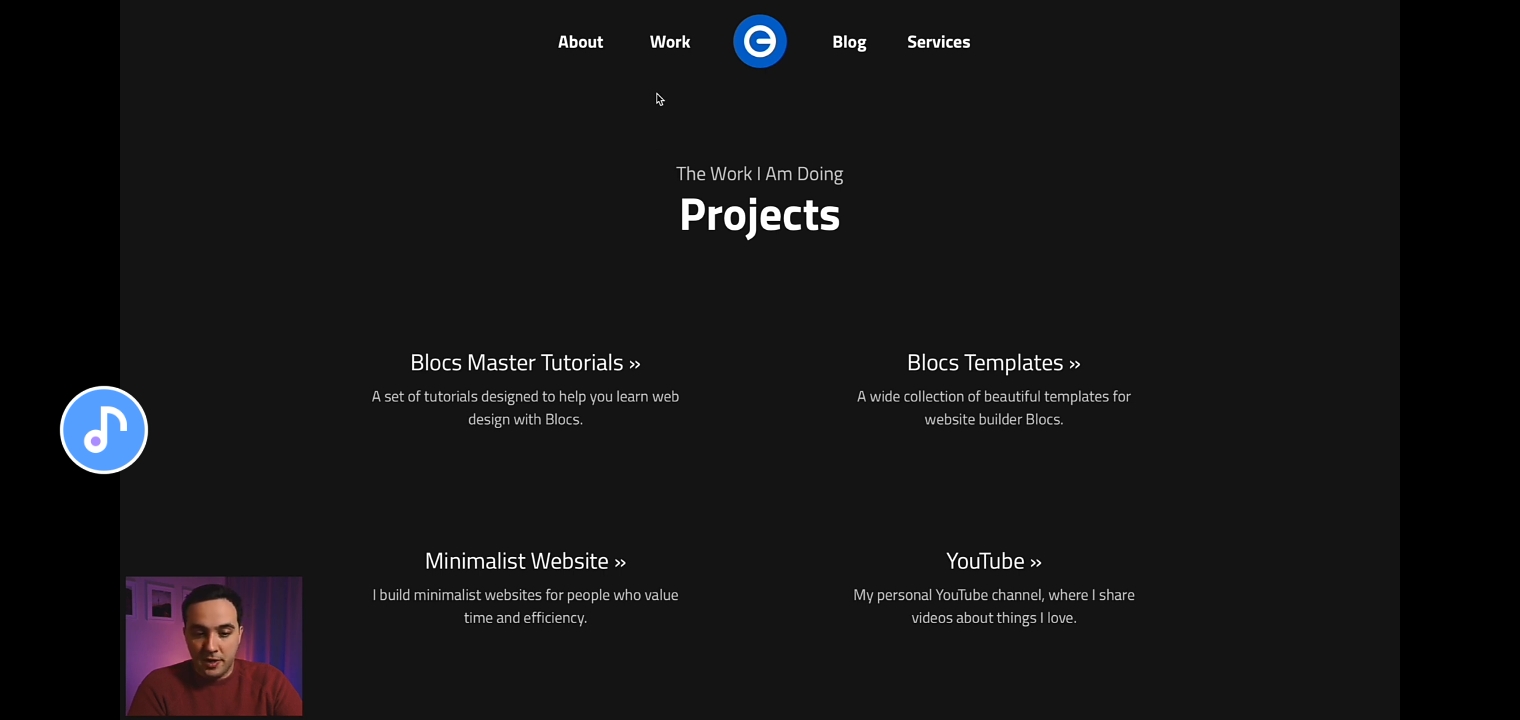 About Work Blog Services
The Work I Am Doing
Projects
Blocs Master Tutorials »
A set of tutorials designed to help you learn web
design with Blocs.
Blocs Templates »
A wide collection of beautiful templates for
website builder Blocs.
Minimalist Website »
I build minimalist websites for people who value
time and efficiency.
YouTube »
My personal YouTube channel, where I share
videos about things I love.